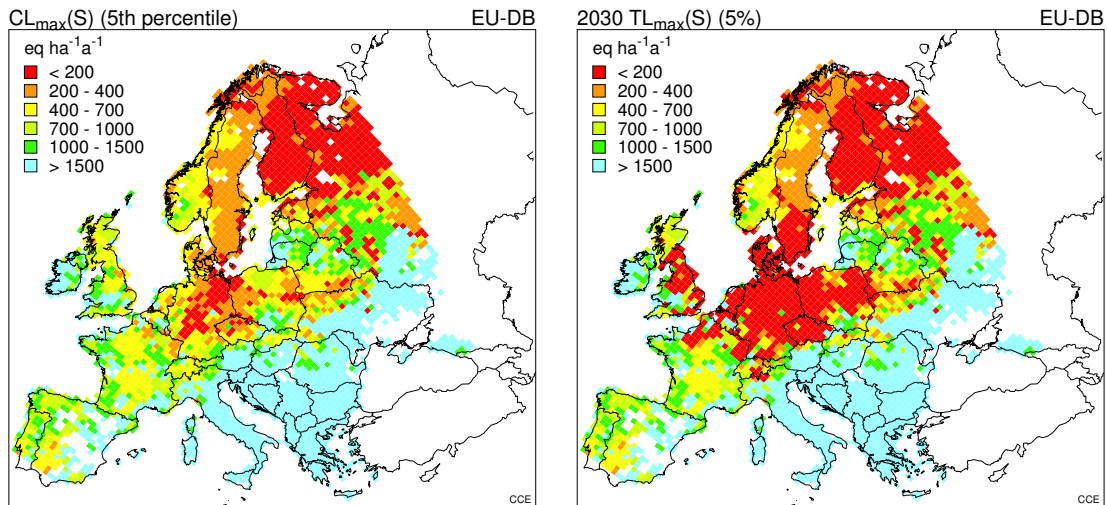 CLmax(S) (5th percentile) EU-DB
eq ha⁻¹a⁻¹
< 200
200 - 400
400 - 700
700 - 1000
1000 - 1500
> 1500
CCE
2030 TLmax(S) (5%) EU-DB
eq ha⁻¹a⁻¹
< 200
200 - 400
400 - 700
700 - 1000
1000 - 1500
> 1500
CCE